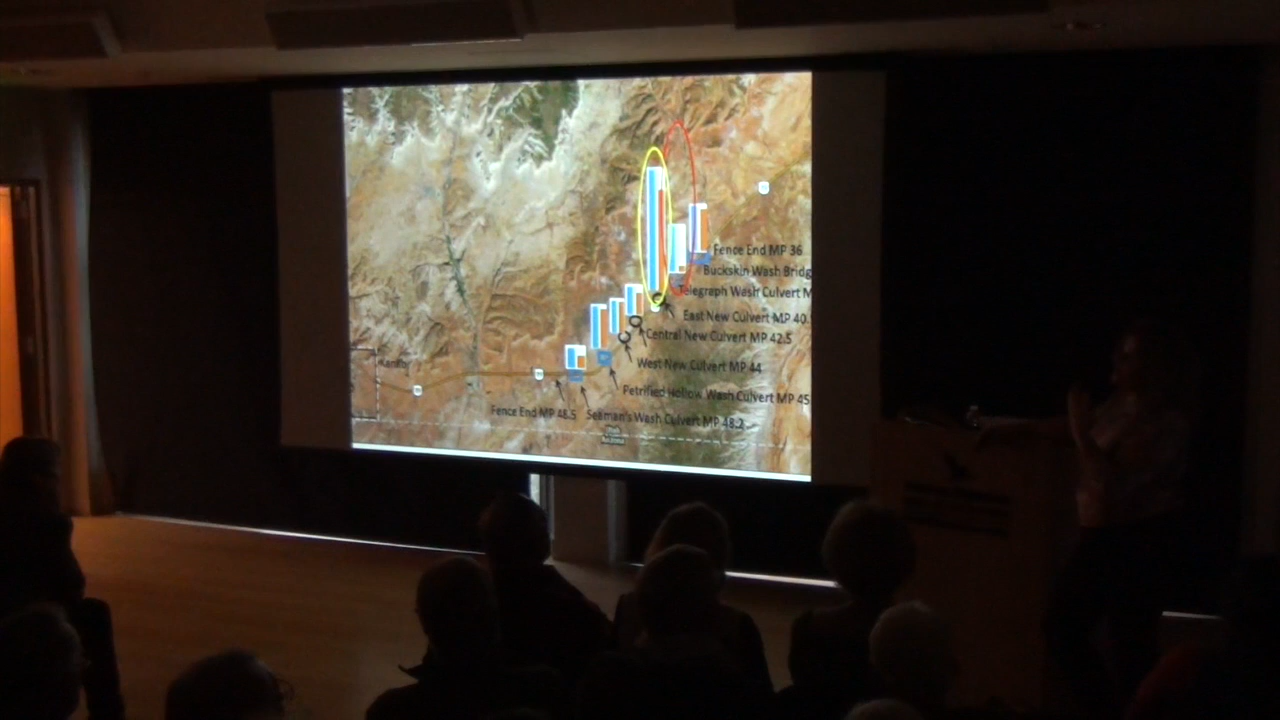 Fence End MP 36
Buckskin Wash Bridg
Telegraph Wash Culvert M
East New Culvert MP 40.
Central New Culvert MP 42.5
West New Culvert MP 44
Petrified Hollow Wash Culvert MP 45
Fence End MP 48.5
Seaman's Wash Culvert MP 48.2
Kanab
Utah
Arizona